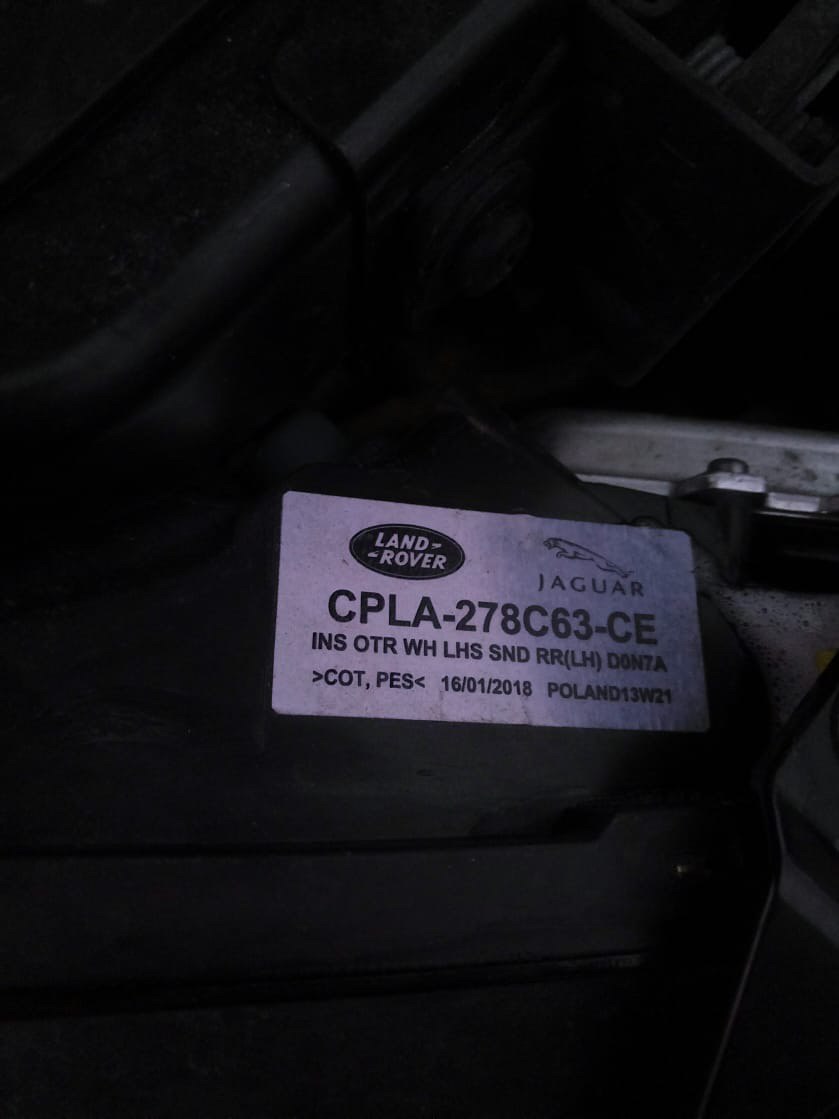 LAND-
-ROVER
JAGUAR
CPLA-278C63-CE
INS OTR WH LHS SND RR(LH) D0N7A
>COT, PES< 16/01/2018 POLAND13W21